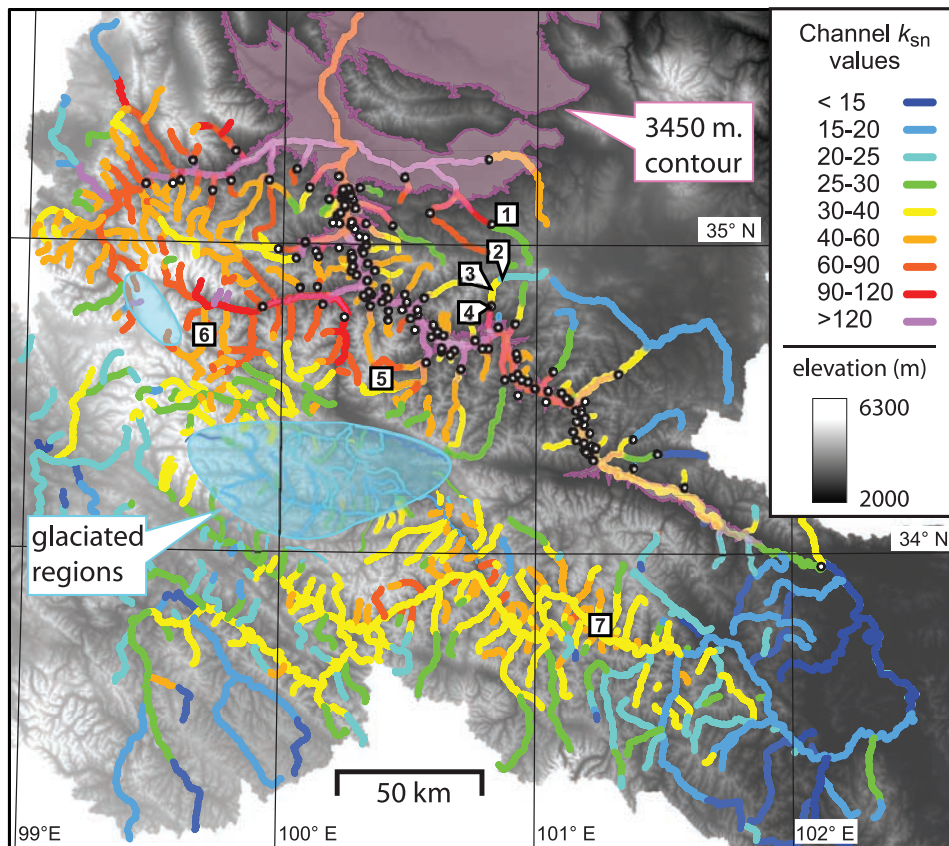 Channel ksn
values
< 15
15-20
20-25
25-30
30-40
40-60
60-90
90-120
>120
elevation (m)
6300
2000
3450 m.
contour
1
35° N
2
3
4
6
5
glaciated
regions
34° N
7
50 km
99° E
100° E
101° E
102° E